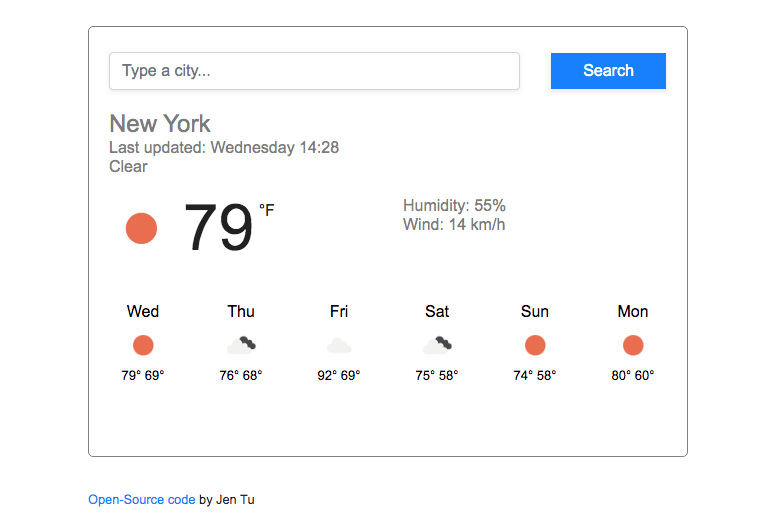 Type a city...
Search
New York
Last updated: Wednesday 14:28
Clear
79 °F
Humidity: 55%
Wind: 14 km/h
Wed Thu Fri Sat Sun Mon
79° 69° 76° 68° 92° 69° 75° 58° 74° 58° 80° 60°
Open-Source code by Jen Tu